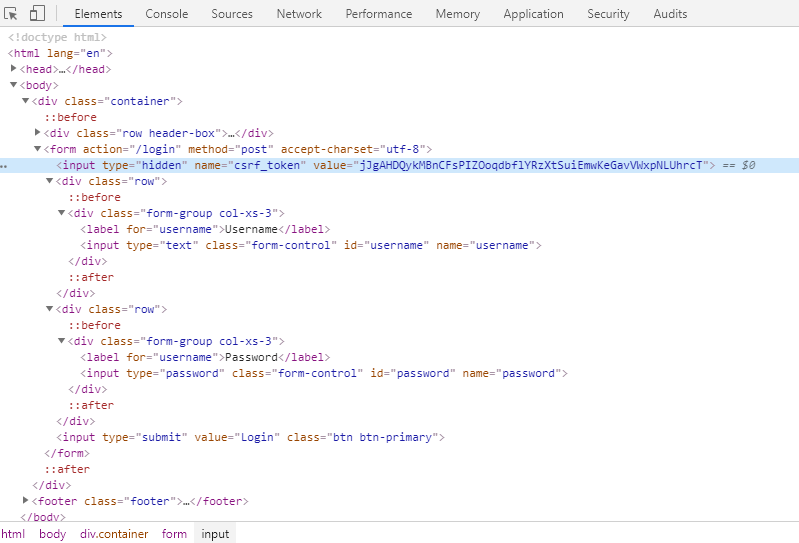 Elements Console Sources Network Performance Memory Application Security Audits
<!doctype html>
<html lang="en">
<head>…</head>
<body>
<div class="container">
::before
<div class="row header-box">…</div>
<form action="/login" method="post" accept-charset="utf-8">
<input type="hidden" name="csrf_token" value="jJgAHDQykMBnCFsPIZOoqdbflYRzXtSuiEmwKeGavVWxpNLUhrcT"> == $0
<div class="row">
::before
<div class="form-group col-xs-3">
<label for="username">Username</label>
<input type="text" class="form-control" id="username" name="username">
</div>
::after
</div>
<div class="row">
::before
<div class="form-group col-xs-3">
<label for="username">Password</label>
<input type="password" class="form-control" id="password" name="password">
</div>
::after
</div>
<input type="submit" value="Login" class="btn btn-primary">
</form>
::after
</div>
<footer class="footer">…</footer>
</body>
html body div.container form input